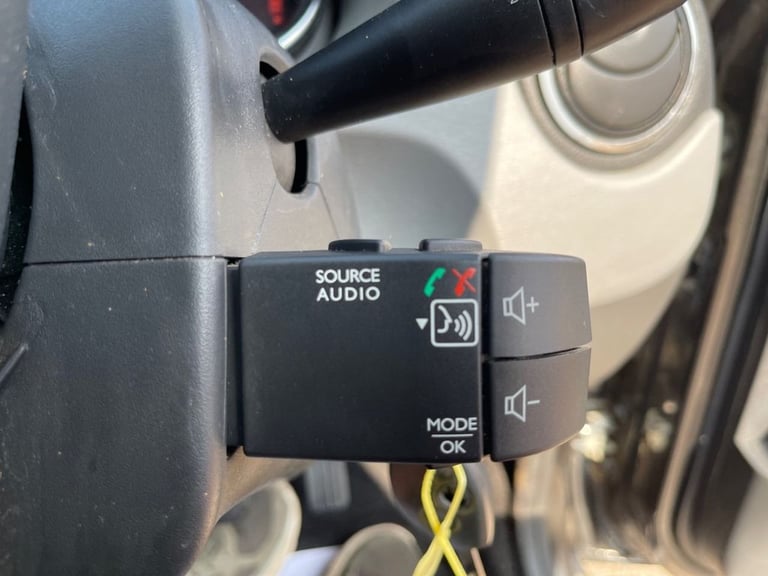 SOURCE
AUDIO
+
-
MODE
OK